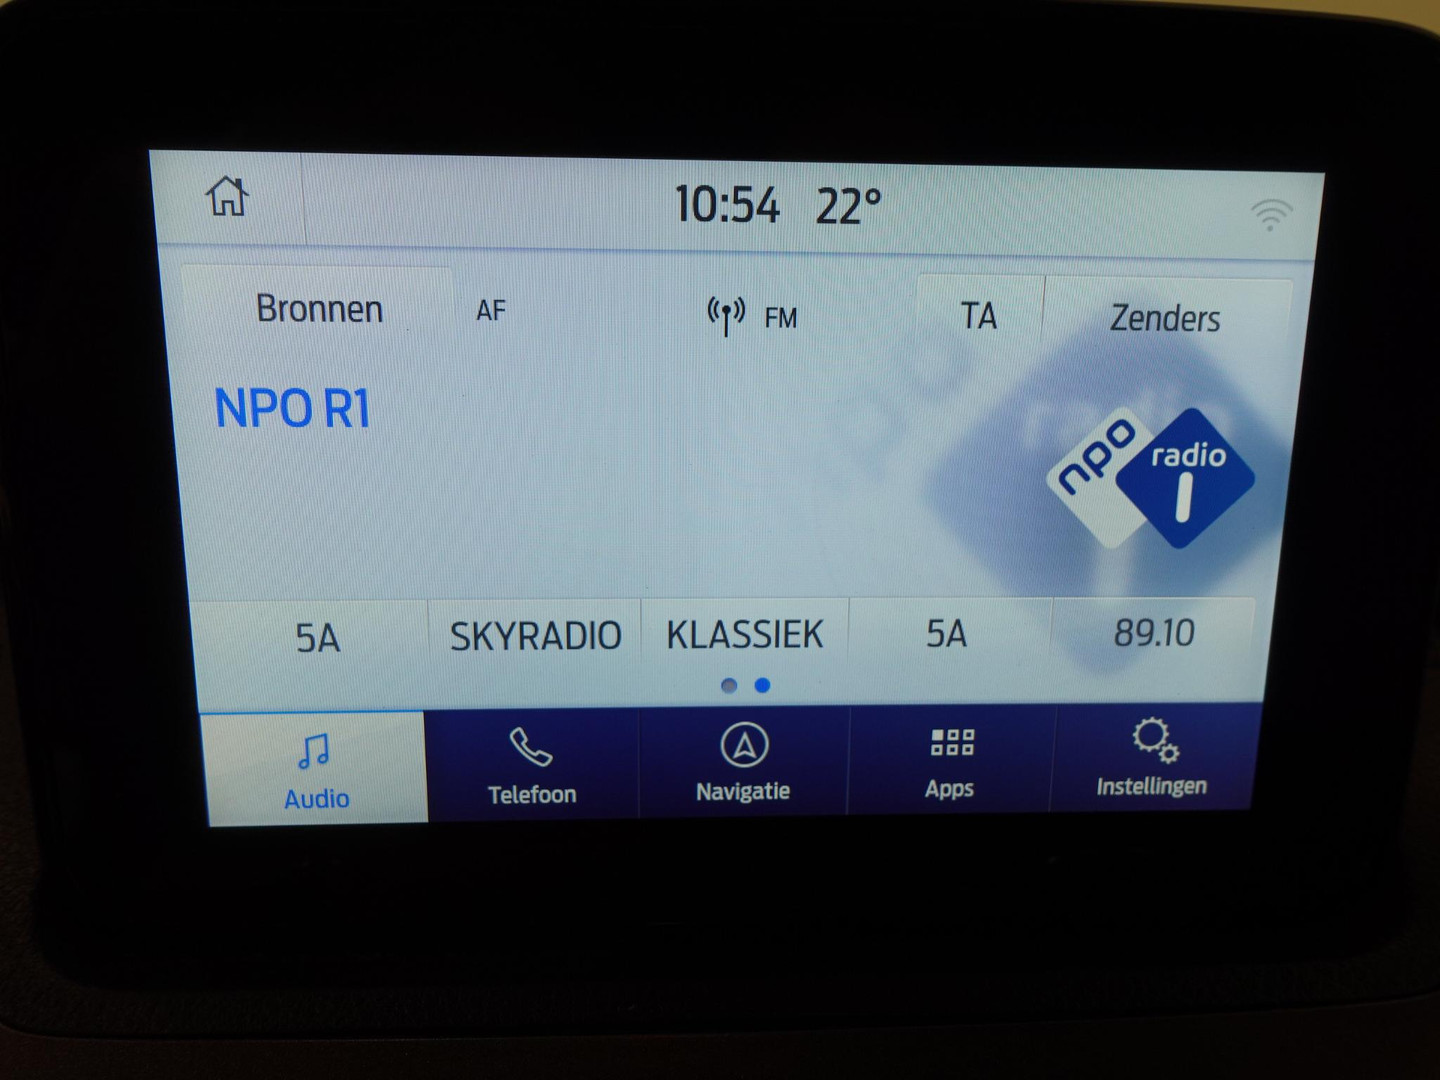 10:54 22°
Bronnen AF FM TA Zenders
NPO R1
npo radio 1
5A SKYRADIO KLASSIEK 5A 89.10
Audio Telefoon Navigatie Apps Instellingen